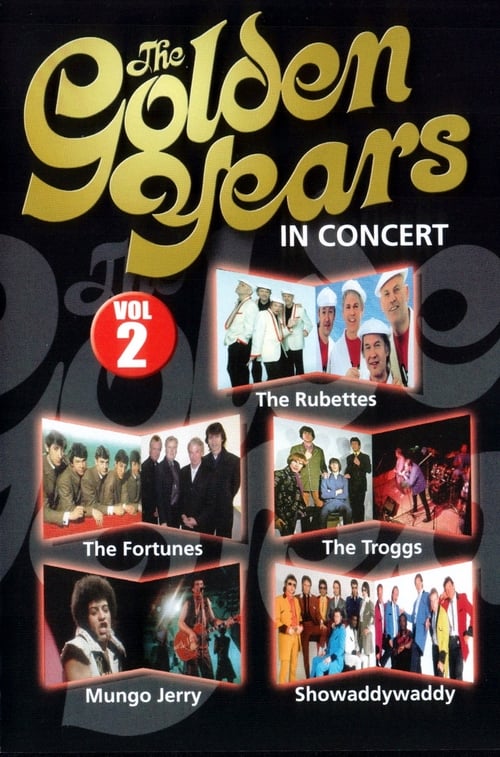 The
Golden
Years
IN CONCERT
VOL
2
The Rubettes
The Fortunes
The Troggs
Mungo Jerry
Showaddywaddy